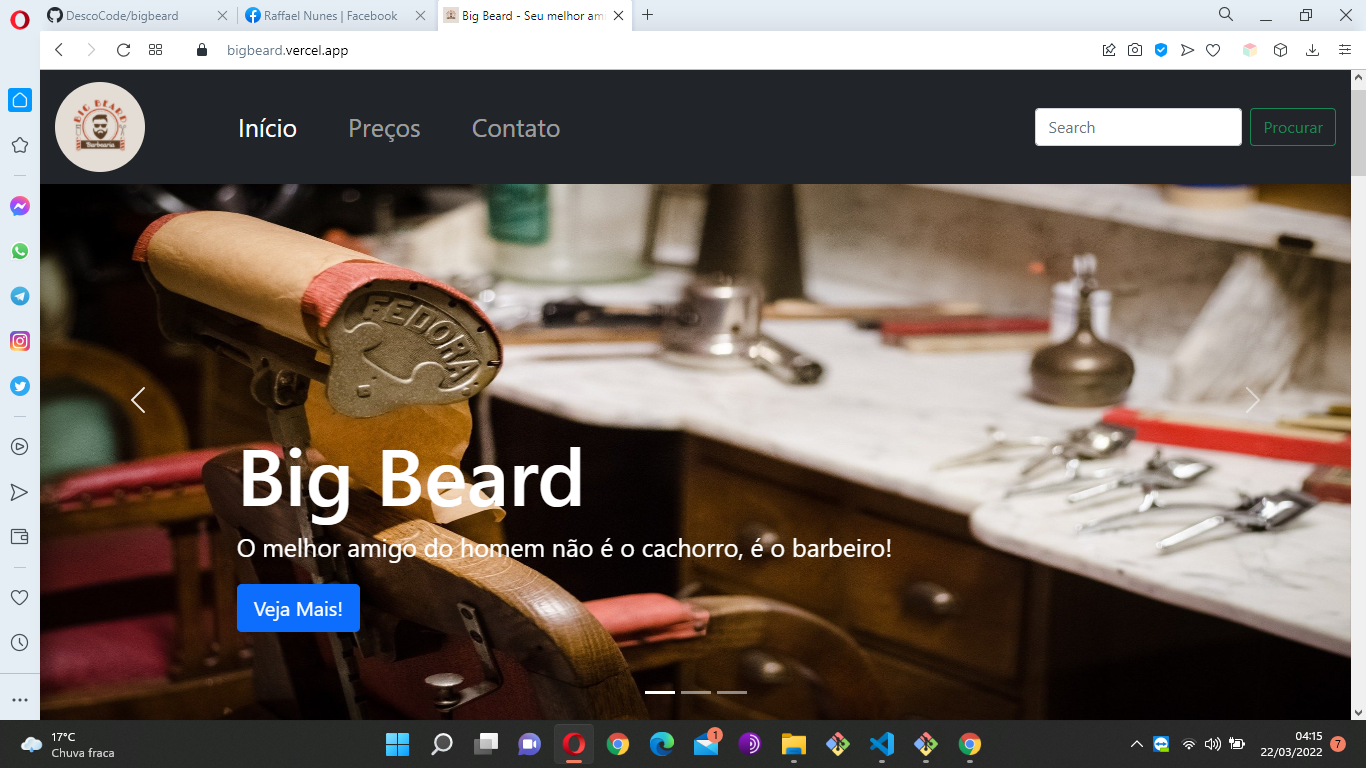 DescoCode/bigbeard
Raffael Nunes | Facebook
Big Beard - Seu melhor am
bigbeard.vercel.app
BIG BEARD
Barbearia
Início
Preços
Contato
Search
Procurar
FEDORA
Big Beard
O melhor amigo do homem não é o cachorro, é o barbeiro!
Veja Mais!
17°C
Chuva fraca
1
04:15
22/03/2022
7